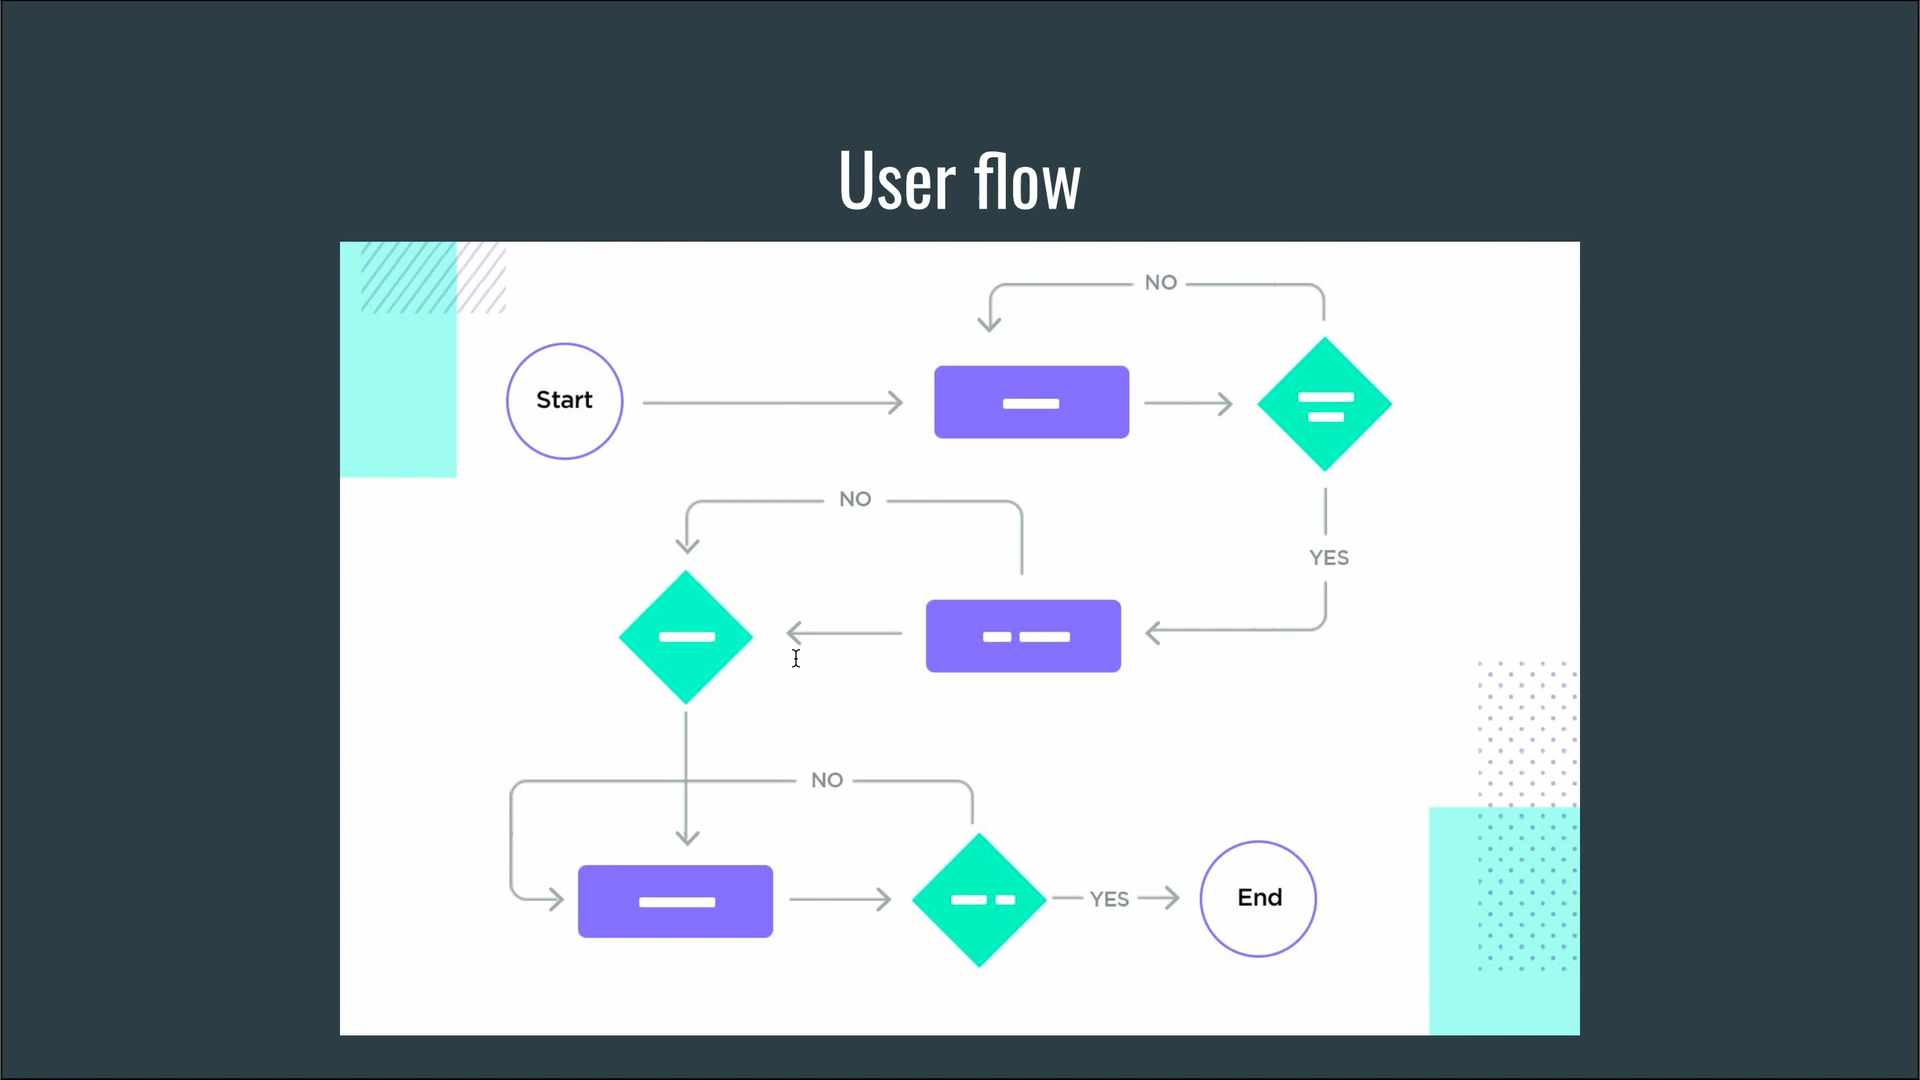 User flow
NO
Start
NO
YES
NO
YES
End